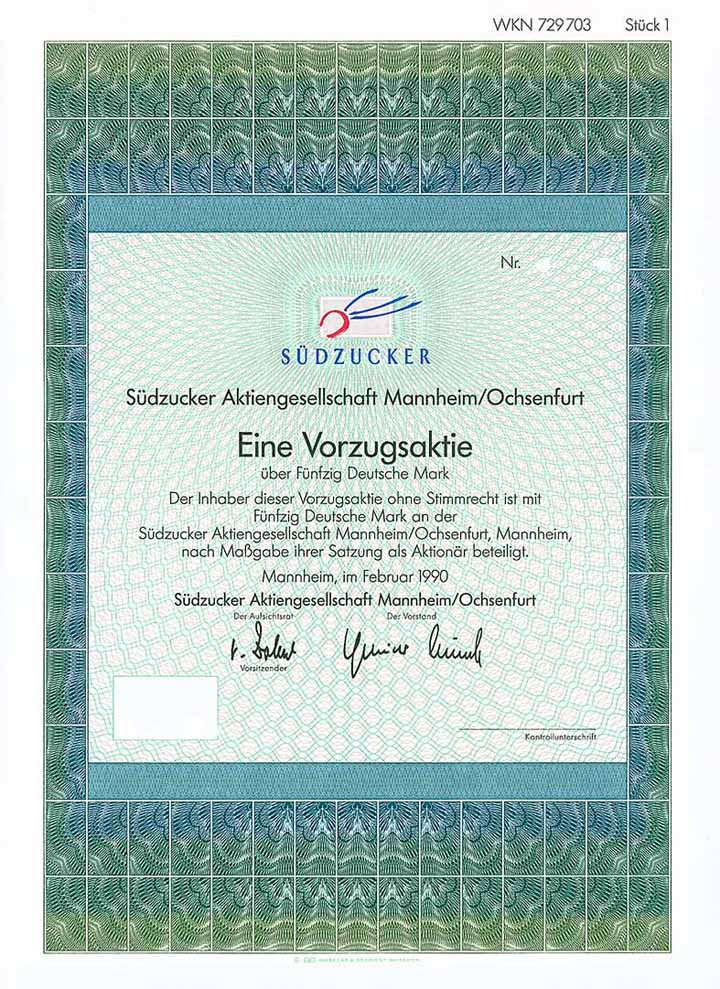 WKN 729703 Stück 1
Nr.
SÜDZUCKER
Südzucker Aktiengesellschaft Mannheim/Ochsenfurt
Eine Vorzugsaktie
über Fünfzig Deutsche Mark
Der Inhaber dieser Vorzugsaktie ohne Stimmrecht ist mit
Fünfzig Deutsche Mark an der
Südzucker Aktiengesellschaft Mannheim/Ochsenfurt, Mannheim,
nach Maßgabe ihrer Satzung als Aktionär beteiligt.
Mannheim, im Februar 1990
Südzucker Aktiengesellschaft Mannheim/Ochsenfurt
Der Aufsichtsrat Der Vorstand
Vorsitzender
Kontrollunterschrift